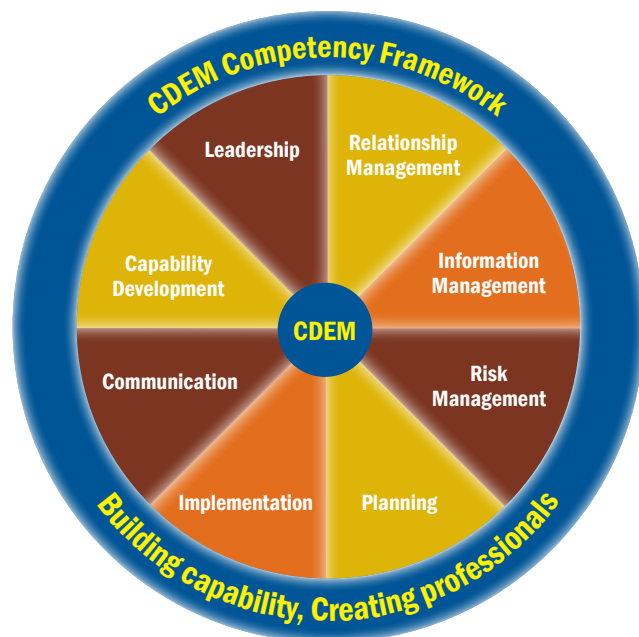 CDEM Competency Framework
Leadership
Relationship
Management
Capability
Development
Information
Management
CDEM
Communication
Risk
Management
Implementation
Planning
Building capability, Creating professionals